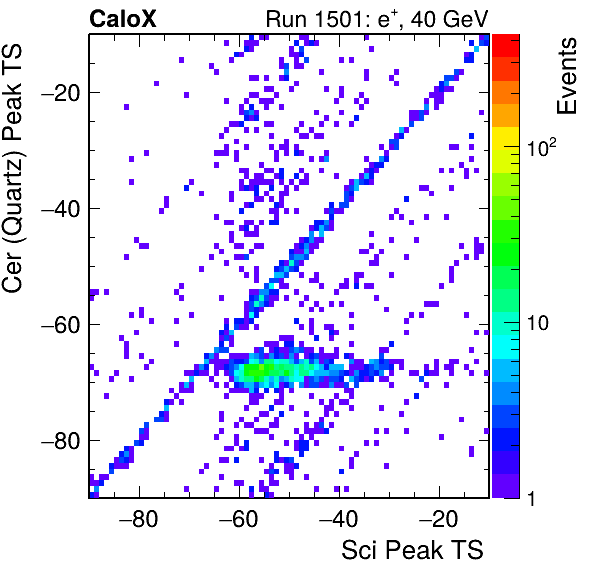 CaloX Run 1501: e⁺, 40 GeV
Cer (Quartz) Peak TS
−20
−40
−60
−80
−80 −60 −40 −20
Sci Peak TS
Events
10²
10
1